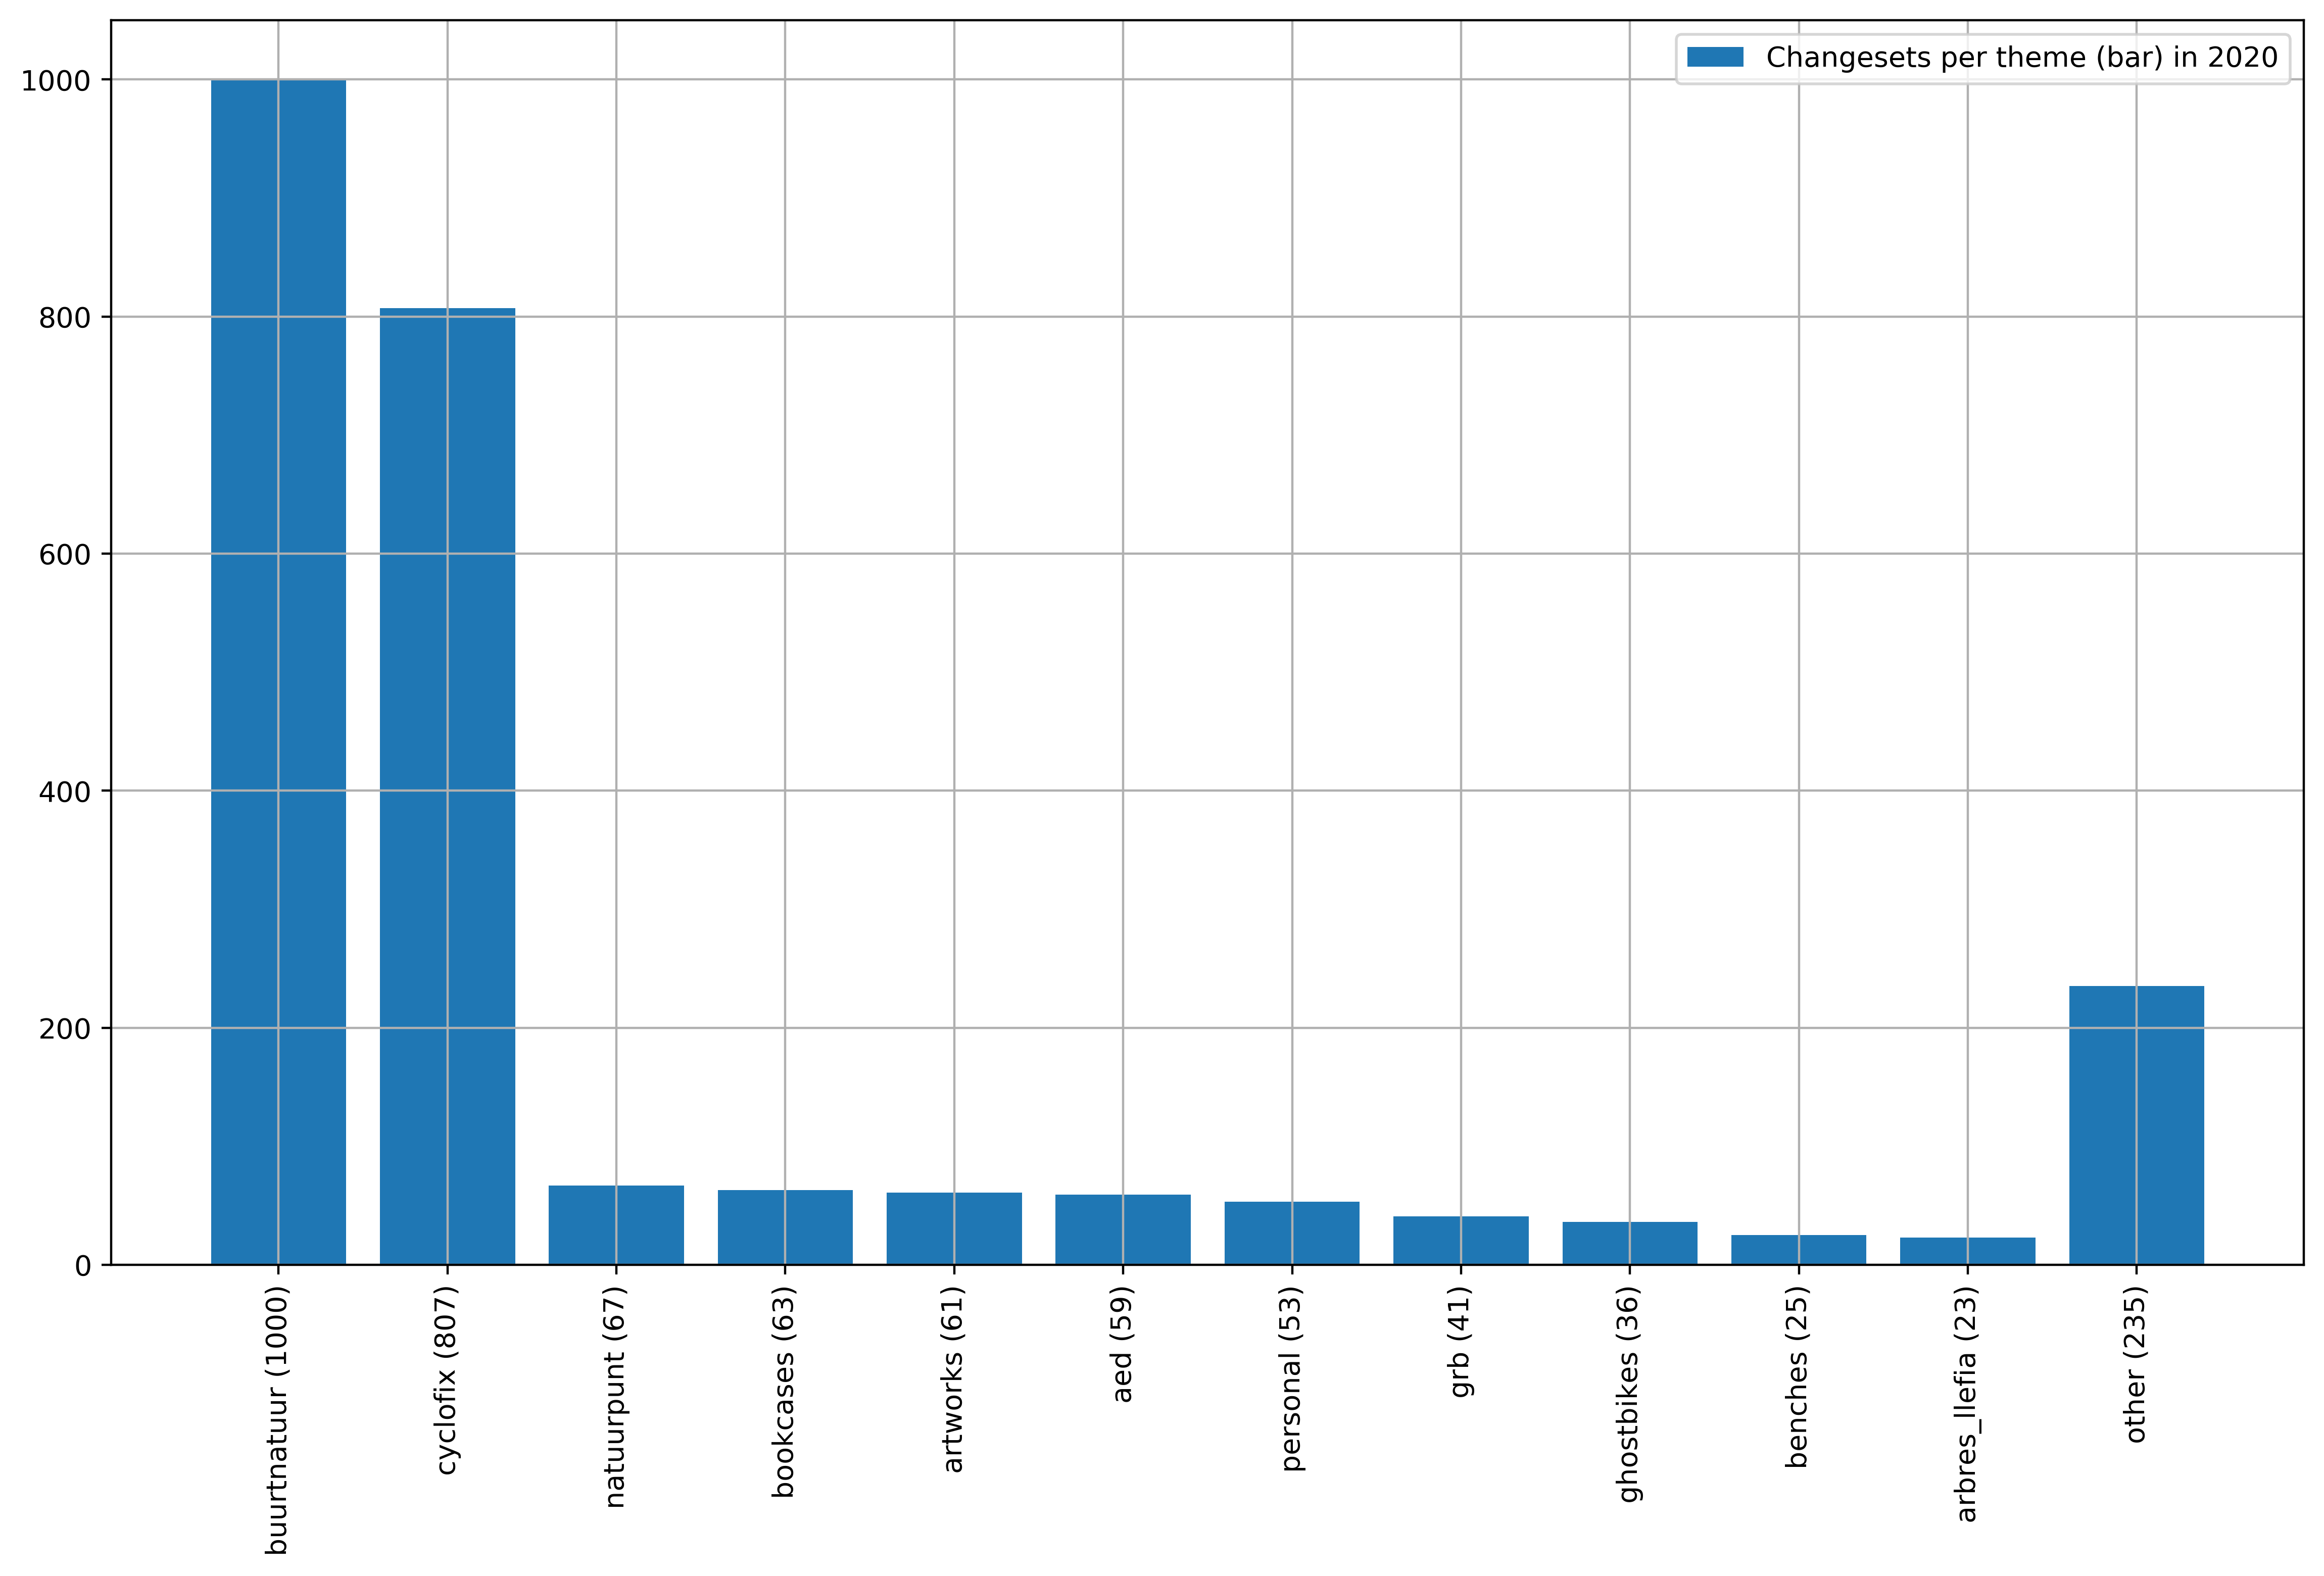 Changesets per theme (bar) in 2020
1000
800
600
400
200
0
buurtnatuur (1000)
cyclofix (807)
natuurpunt (67)
bookcases (63)
artworks (61)
aed (59)
personal (53)
grb (41)
ghostbikes (36)
benches (25)
arbres_llefia (23)
other (235)